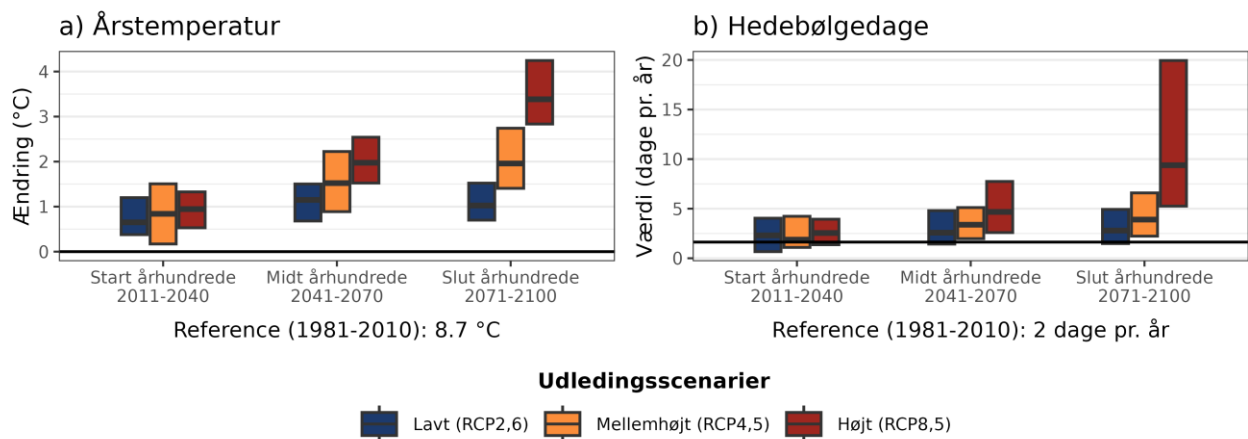 a) Årstemperatur
Ændring (°C)
4
3
2
1
0
Start århundrede
2011-2040
Midt århundrede
2041-2070
Slut århundrede
2071-2100
Reference (1981-2010): 8.7 °C
b) Hedebølgedage
Værdi (dage pr. år)
20
15
10
5
0
Start århundrede
2011-2040
Midt århundrede
2041-2070
Slut århundrede
2071-2100
Reference (1981-2010): 2 dage pr. år
Udledingsscenarier
Lavt (RCP2,6)
Mellemhøjt (RCP4,5)
Højt (RCP8,5)